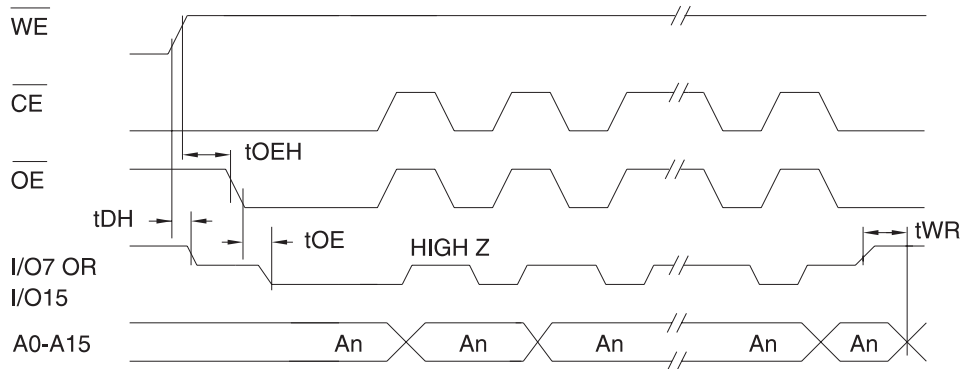 WE
CE
tOEH
OE
tDH
tOE
tWR
HIGH Z
I/O7 OR
I/O15
A0-A15 An An An An An